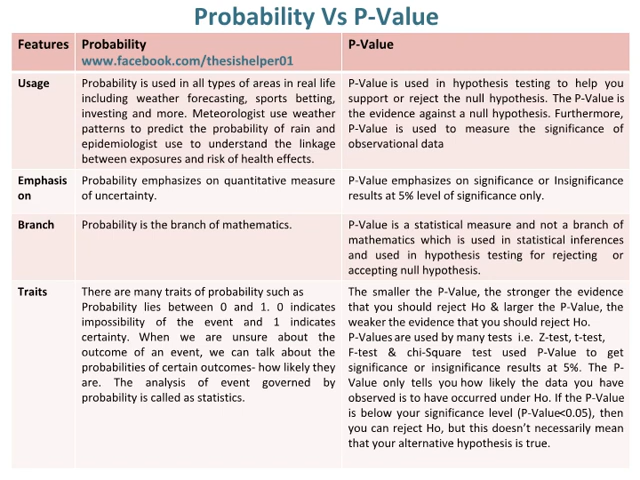 Probability Vs P-Value
Features
Probability
www.facebook.com/thesishelper01
P-Value
Usage
Probability is used in all types of areas in real life
including weather forecasting, sports betting,
investing and more. Meteorologist use weather
patterns to predict the probability of rain and
epidemiologist use to understand the linkage
between exposures and risk of health effects.
P-Value is used in hypothesis testing to help you
support or reject the null hypothesis. The P-Value is
the evidence against a null hypothesis. Furthermore,
P-Value is used to measure the significance of
observational data
Emphasis
on
Probability emphasizes on quantitative measure
of uncertainty.
P-Value emphasizes on significance or Insignificance
results at 5% level of significance only.
Branch
Probability is the branch of mathematics.
P-Value is a statistical measure and not a branch of
mathematics which is used in statistical inferences
and used in hypothesis testing for rejecting or
accepting null hypothesis.
Traits
There are many traits of probability such as
Probability lies between 0 and 1. 0 indicates
impossibility of the event and 1 indicates
certainty. When we are unsure about the
outcome of an event, we can talk about the
probabilities of certain outcomes- how likely they
are. The analysis of event governed by
probability is called as statistics.
The smaller the P-Value, the stronger the evidence
that you should reject Ho & larger the P-Value, the
weaker the evidence that you should reject Ho.
P-Values are used by many tests i.e. Z-test, t-test,
F-test & chi-Square test used P-Value to get
significance or insignificance results at 5%. The P-
Value only tells you how likely the data you have
observed is to have occurred under Ho. If the P-Value
is below your significance level (P-Value<0.05), then
you can reject Ho, but this doesn't necessarily mean
that your alternative hypothesis is true.